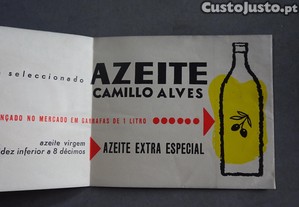 CustoJusto.pt
seleccionado
AZEITE
CAMILLO ALVES
NÇADO NO MERCADO EM GARRAFAS DE 1 LITRO
azeite virgem
dez inferior a 8 décimos
AZEITE EXTRA ESPECIAL